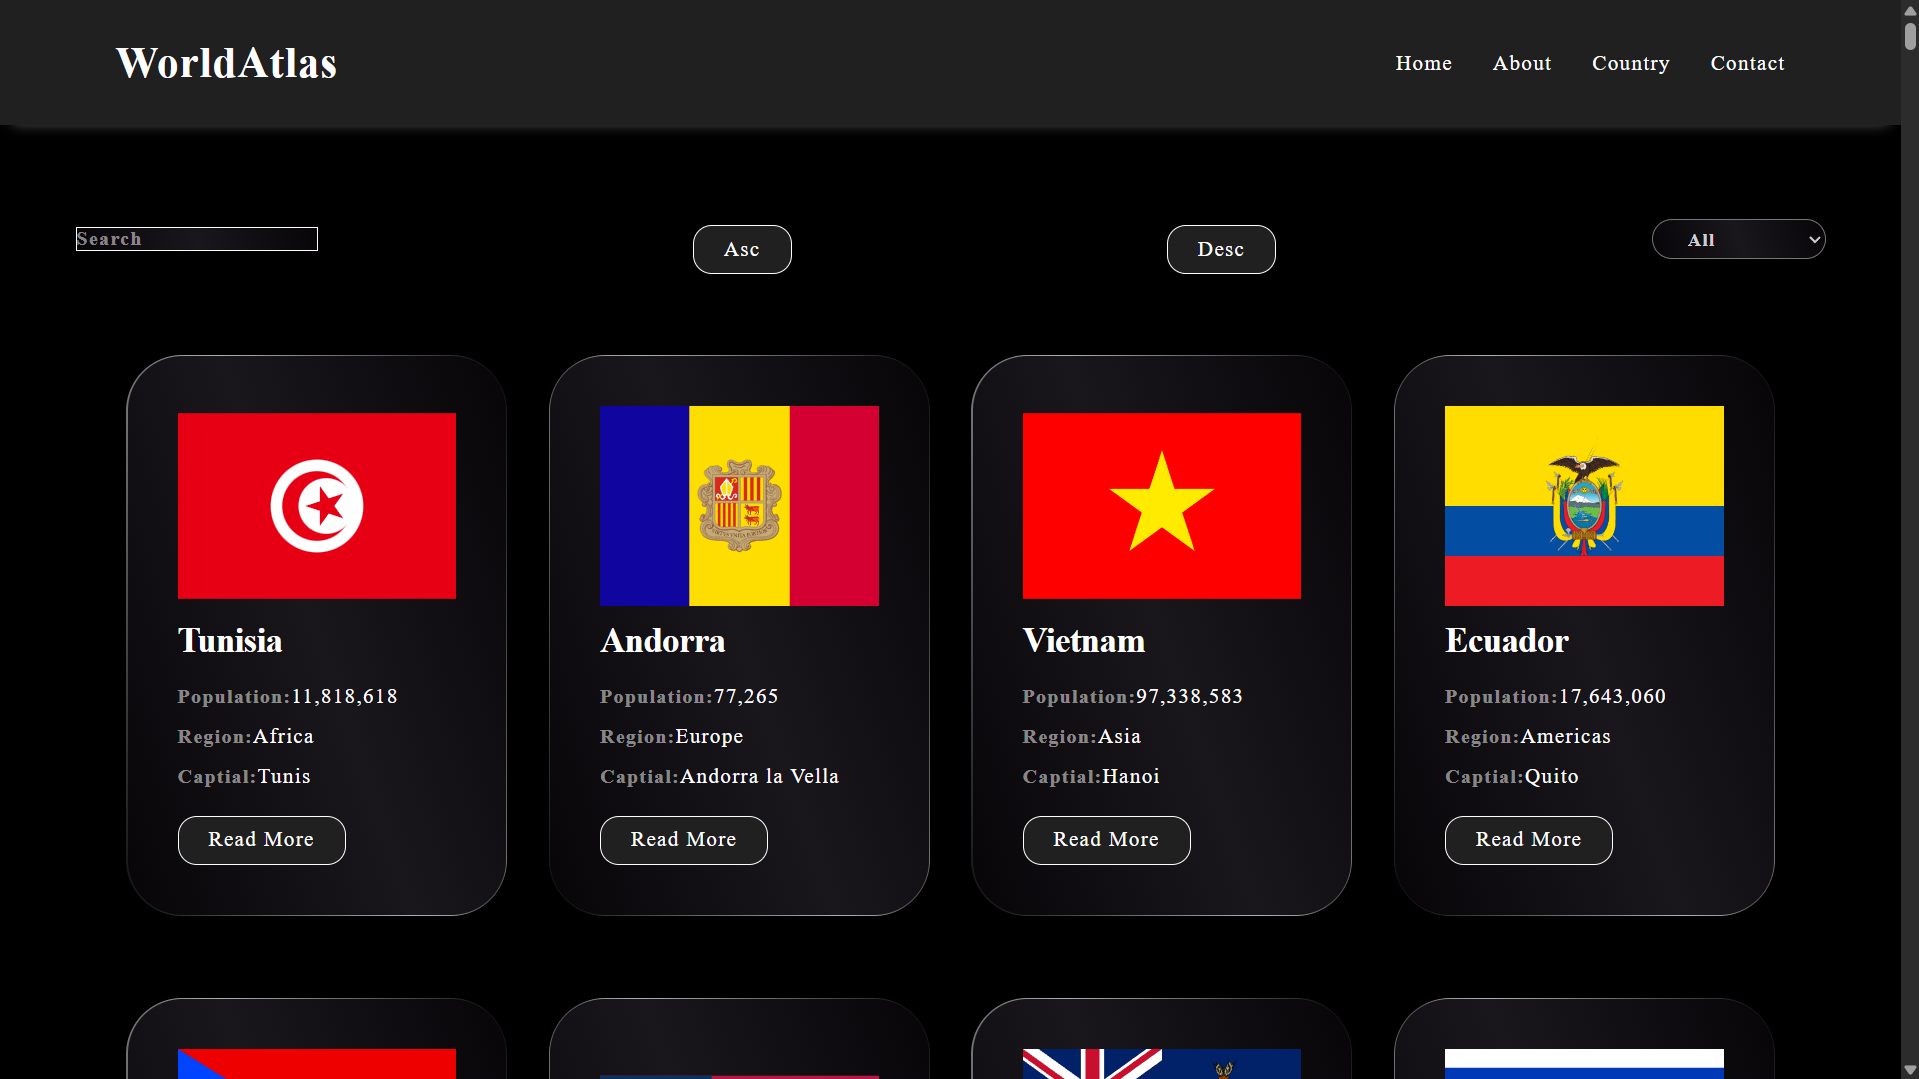 WorldAtlas
Home About Country Contact
Search Asc Desc All
Tunisia Andorra Vietnam Ecuador
Population:11,818,618 Population:77,265 Population:97,338,583 Population:17,643,060
Region:Africa Region:Europe Region:Asia Region:Americas
Captial:Tunis Captial:Andorra la Vella Captial:Hanoi Captial:Quito
Read More Read More Read More Read More